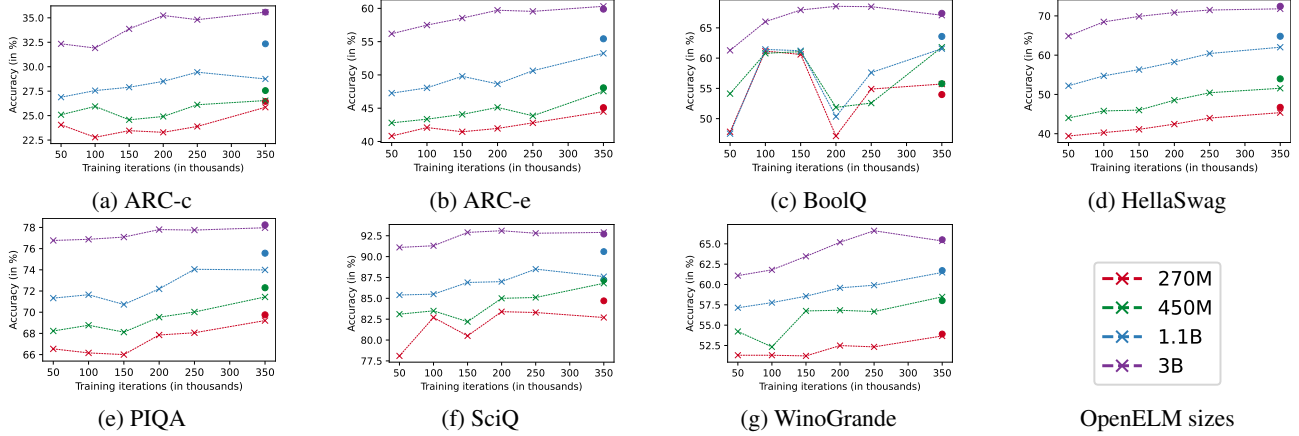 Accuracy (in %)
35.0
32.5
30.0
27.5
25.0
22.5
50 100 150 200 250 300 350
Training iterations (in thousands)
(a) ARC-c
Accuracy (in %)
60
55
50
45
40
50 100 150 200 250 300 350
Training iterations (in thousands)
(b) ARC-e
Accuracy (in %)
65
60
55
50
50 100 150 200 250 300 350
Training iterations (in thousands)
(c) BoolQ
Accuracy (in %)
70
60
50
40
50 100 150 200 250 300 350
Training iterations (in thousands)
(d) HellaSwag
Accuracy (in %)
78
76
74
72
70
68
66
50 100 150 200 250 300 350
Training iterations (in thousands)
(e) PIQA
Accuracy (in %)
92.5
90.0
87.5
85.0
82.5
80.0
77.5
50 100 150 200 250 300 350
Training iterations (in thousands)
(f) SciQ
Accuracy (in %)
65.0
62.5
60.0
57.5
55.0
52.5
50 100 150 200 250 300 350
Training iterations (in thousands)
(g) WinoGrande
270M
450M
1.1B
3B
OpenELM sizes